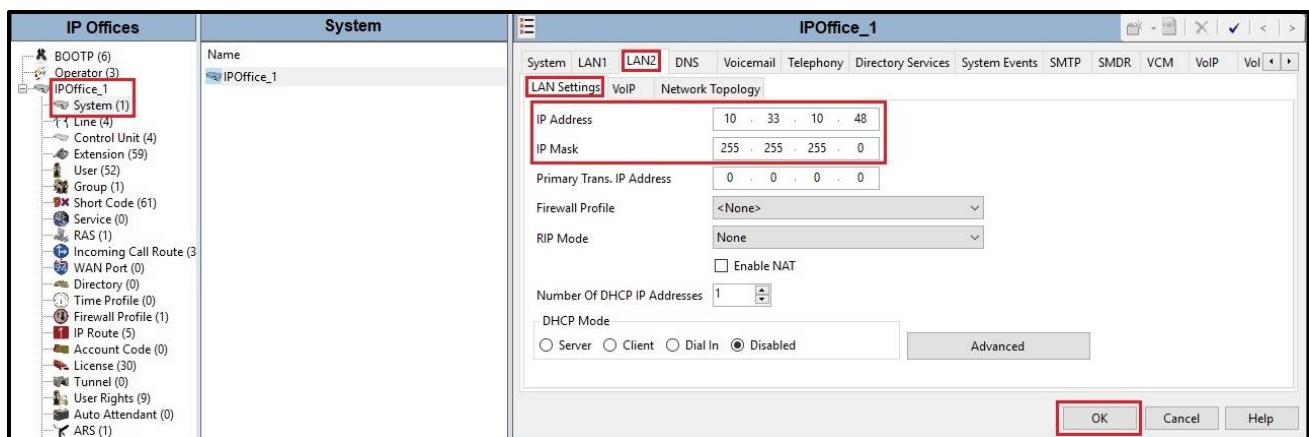 IP Offices
BOOTP (6)
Operator (3)
IPOffice_1
System (1)
Line (4)
Control Unit (4)
Extension (59)
User (52)
Group (1)
Short Code (61)
Service (0)
RAS (1)
Incoming Call Route (3
WAN Port (0)
Directory (0)
Time Profile (0)
Firewall Profile (1)
IP Route (5)
Account Code (0)
License (30)
Tunnel (0)
User Rights (9)
Auto Attendant (0)
ARS (1)
System
Name
IPOffice_1
IPOffice_1
System LAN1 LAN2 DNS Voicemail Telephony Directory Services System Events SMTP SMDR VCM VoIP Vol
LAN Settings VoIP Network Topology
IP Address 10 . 33 . 10 . 48
IP Mask 255 . 255 . 255 . 0
Primary Trans. IP Address 0 . 0 . 0 . 0
Firewall Profile <None>
RIP Mode None
Enable NAT
Number Of DHCP IP Addresses 1
DHCP Mode
Server Client Dial In Disabled Advanced
OK Cancel Help